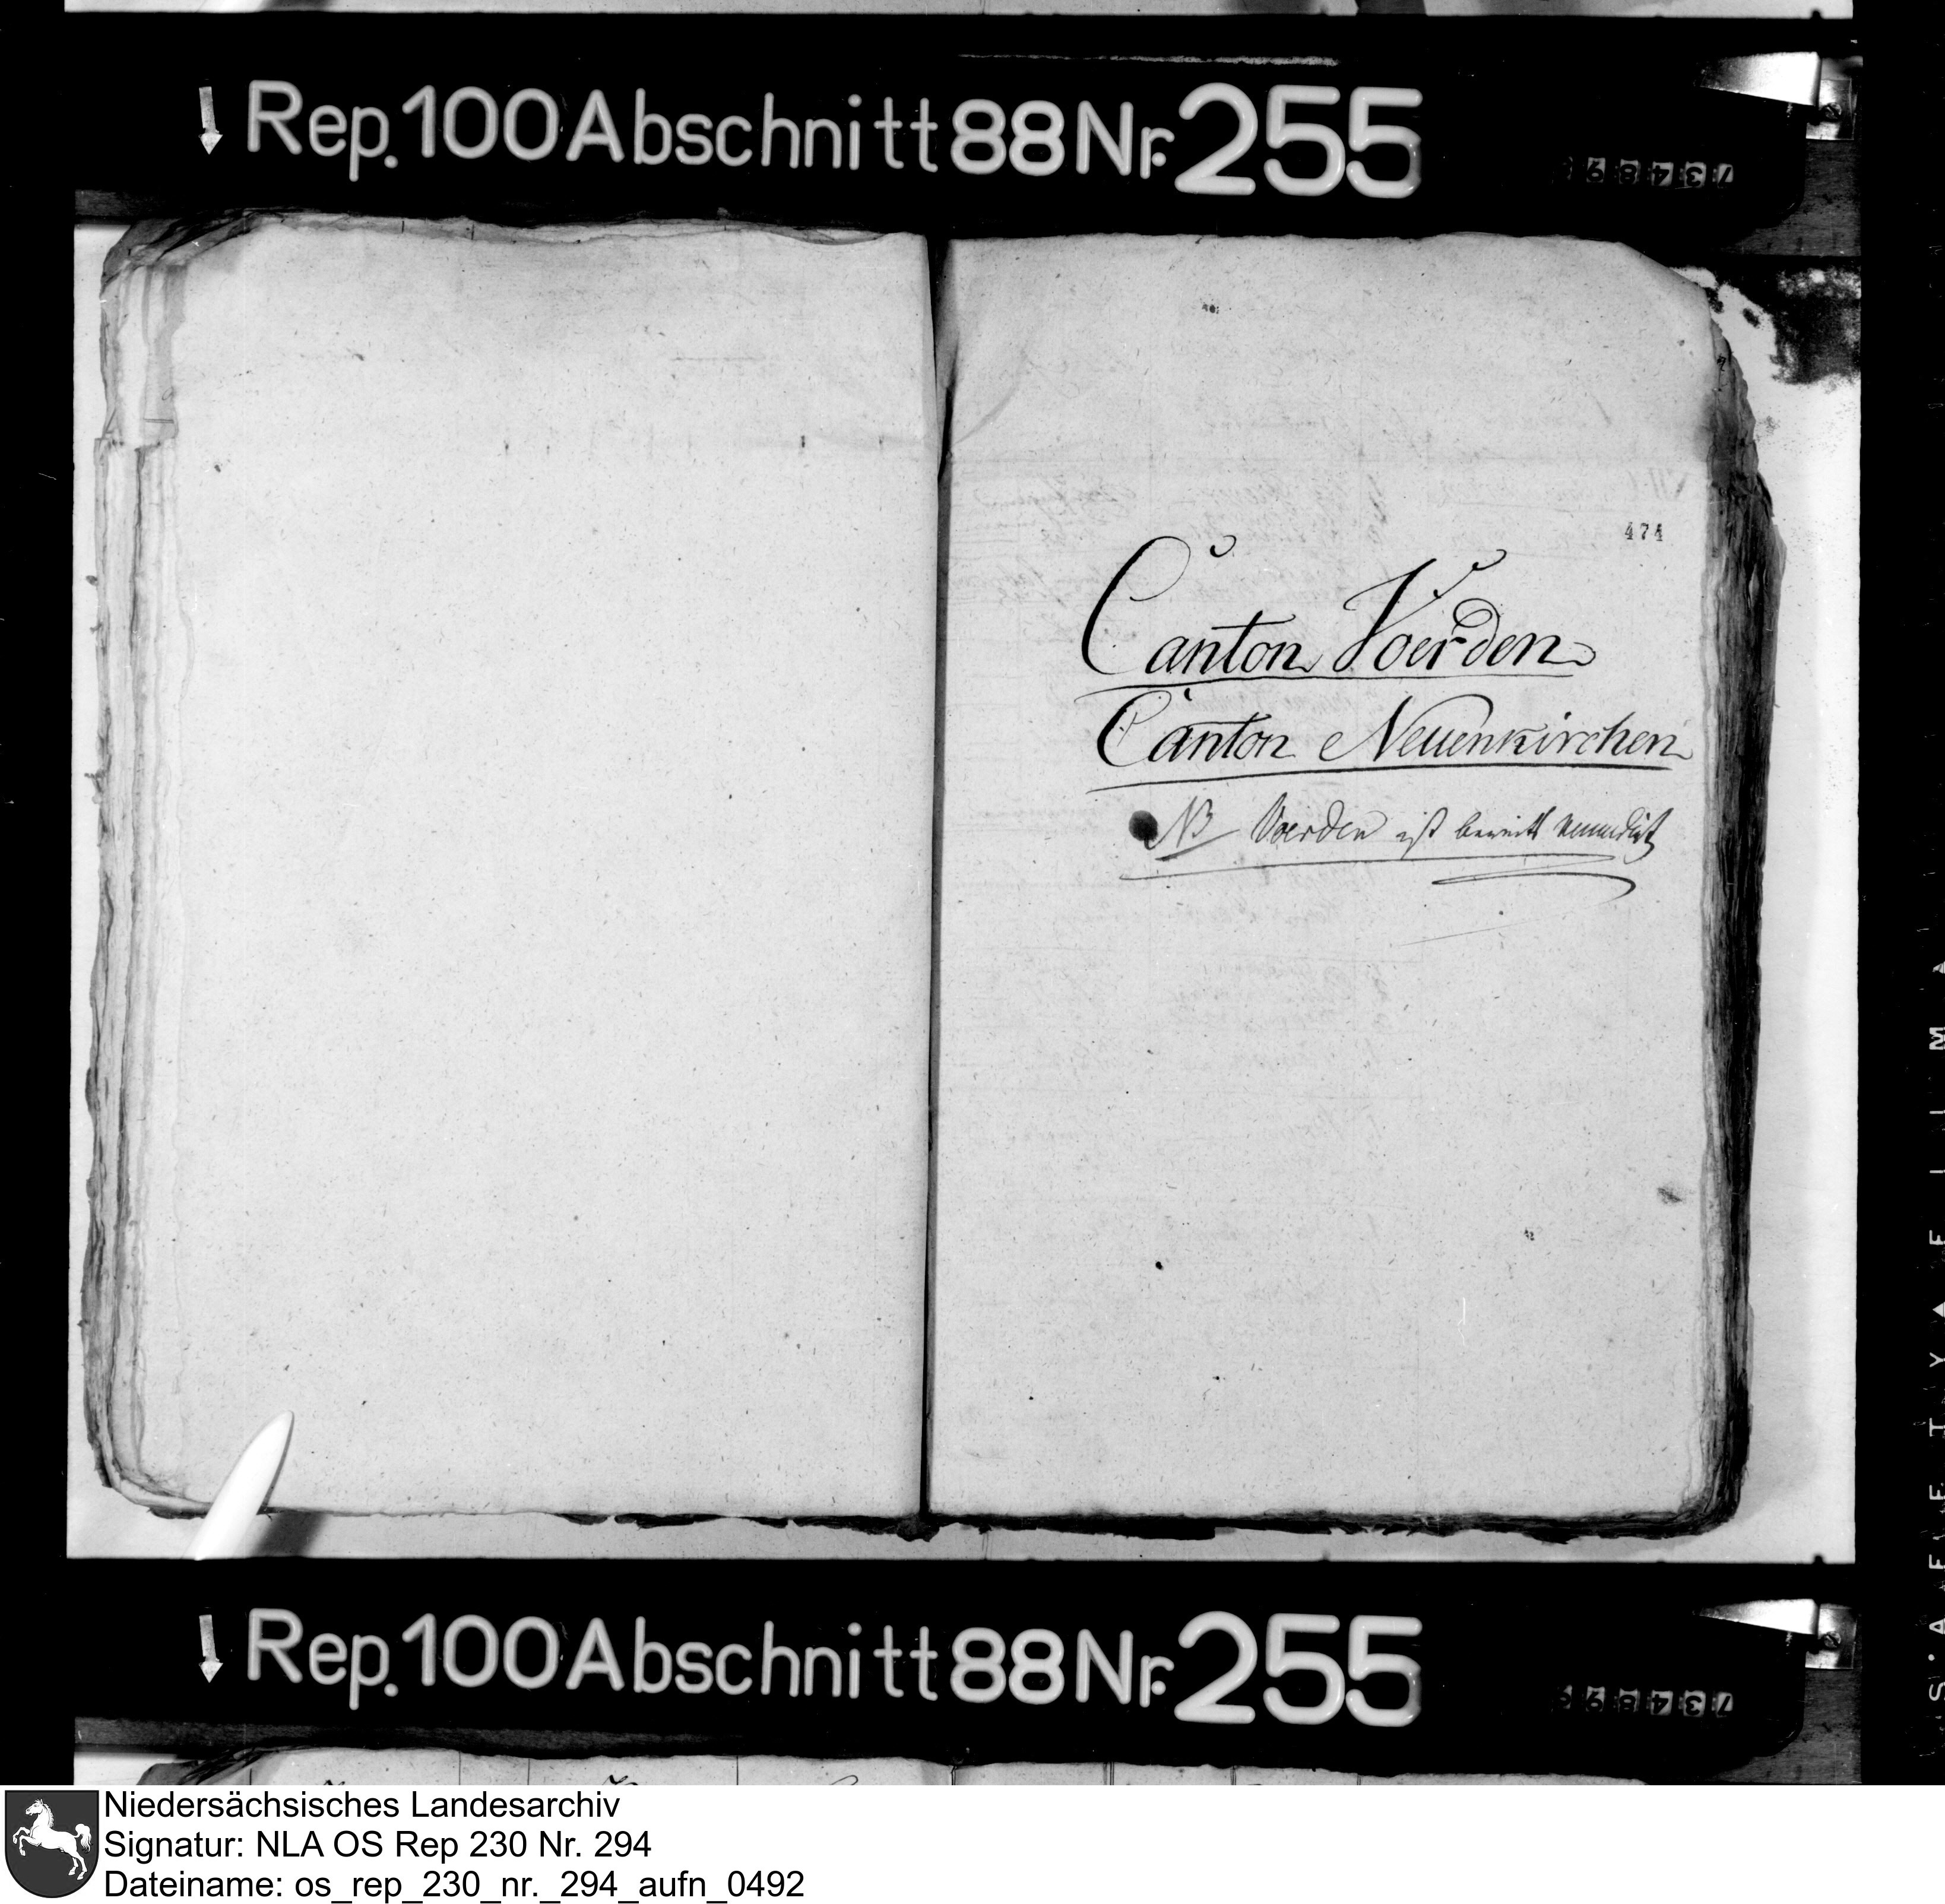 Rep. 100 Abschnitt 88 Nr. 255
474
Canton Voerden
Canton Neuenkirchen
NB Voerden ist bereits mundirt
Rep. 100 Abschnitt 88 Nr. 255
Niedersächsisches Landesarchiv
Signatur: NLA OS Rep 230 Nr. 294
Dateiname: os_rep_230_nr._294_aufn_0492